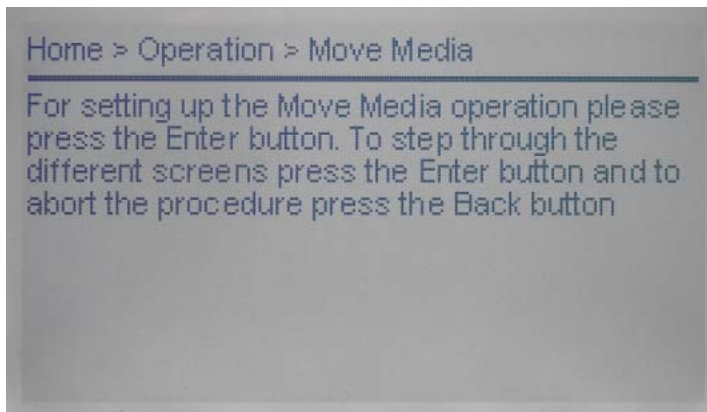 Home > Operation > Move Media
For setting up the Move Media operation please
press the Enter button. To step through the
different screens press the Enter button and to
abort the procedure press the Back button